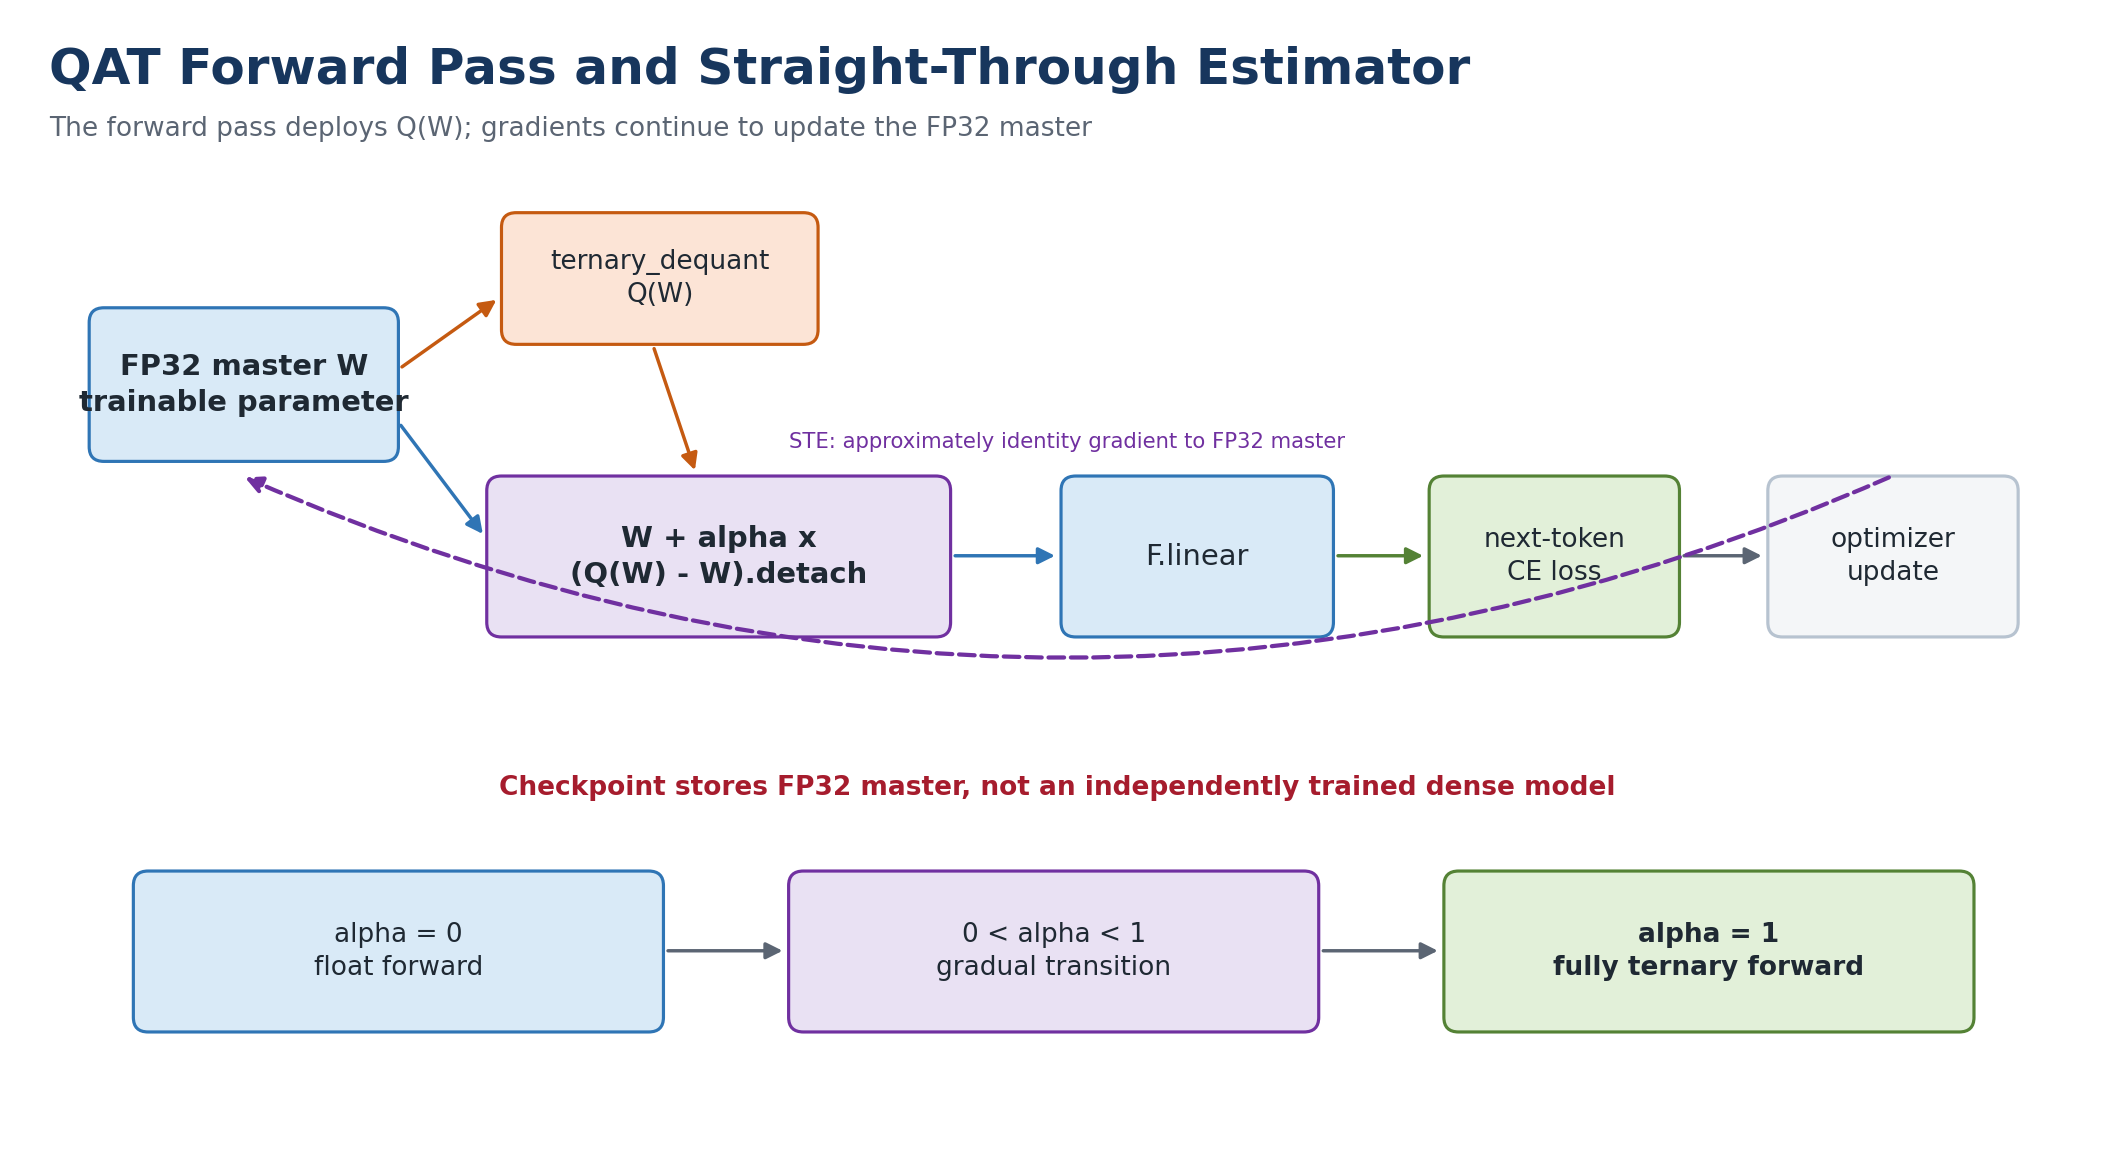 QAT Forward Pass and Straight-Through Estimator
The forward pass deploys Q(W); gradients continue to update the FP32 master
ternary_dequant
Q(W)
FP32 master W
trainable parameter
STE: approximately identity gradient to FP32 master
W + alpha x
(Q(W) - W).detach
F.linear
next-token
CE loss
optimizer
update
Checkpoint stores FP32 master, not an independently trained dense model
alpha = 0
float forward
0 < alpha < 1
gradual transition
alpha = 1
fully ternary forward